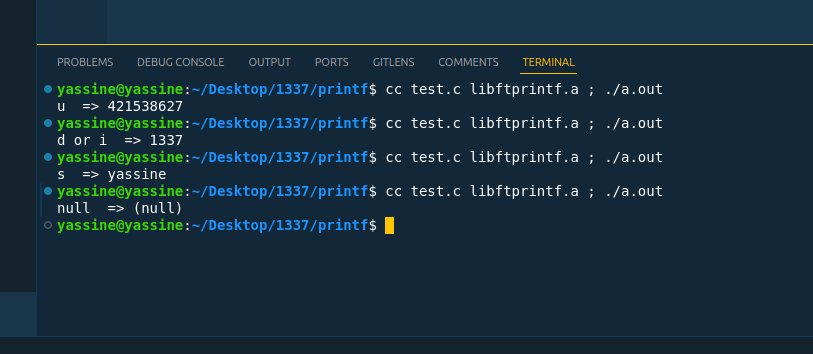 PROBLEMS DEBUG CONSOLE OUTPUT PORTS GITLENS COMMENTS TERMINAL
yassine@yassine:~/Desktop/1337/printf$ cc test.c libftprintf.a ; ./a.out
u  => 421538627
yassine@yassine:~/Desktop/1337/printf$ cc test.c libftprintf.a ; ./a.out
d or i  => 1337
yassine@yassine:~/Desktop/1337/printf$ cc test.c libftprintf.a ; ./a.out
s  => yassine
yassine@yassine:~/Desktop/1337/printf$ cc test.c libftprintf.a ; ./a.out
null  => (null)
yassine@yassine:~/Desktop/1337/printf$